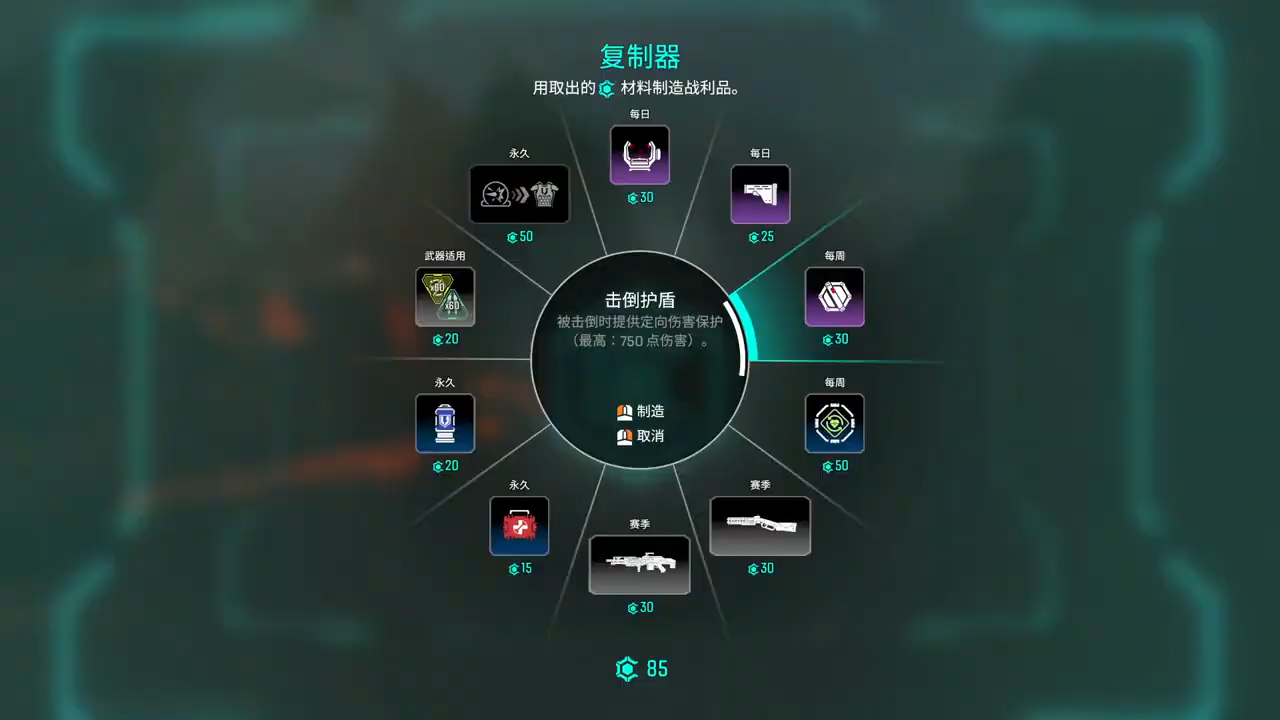 复制器
用取出的 材料制造战利品。
每日
30
永久
50
每日
25
武器适用
x60
x60
20
每周
30
击倒护盾
被击倒时提供定向伤害保护
（最高：750 点伤害）。
制造
取消
永久
20
每周
50
永久
15
赛季
30
赛季
30
85